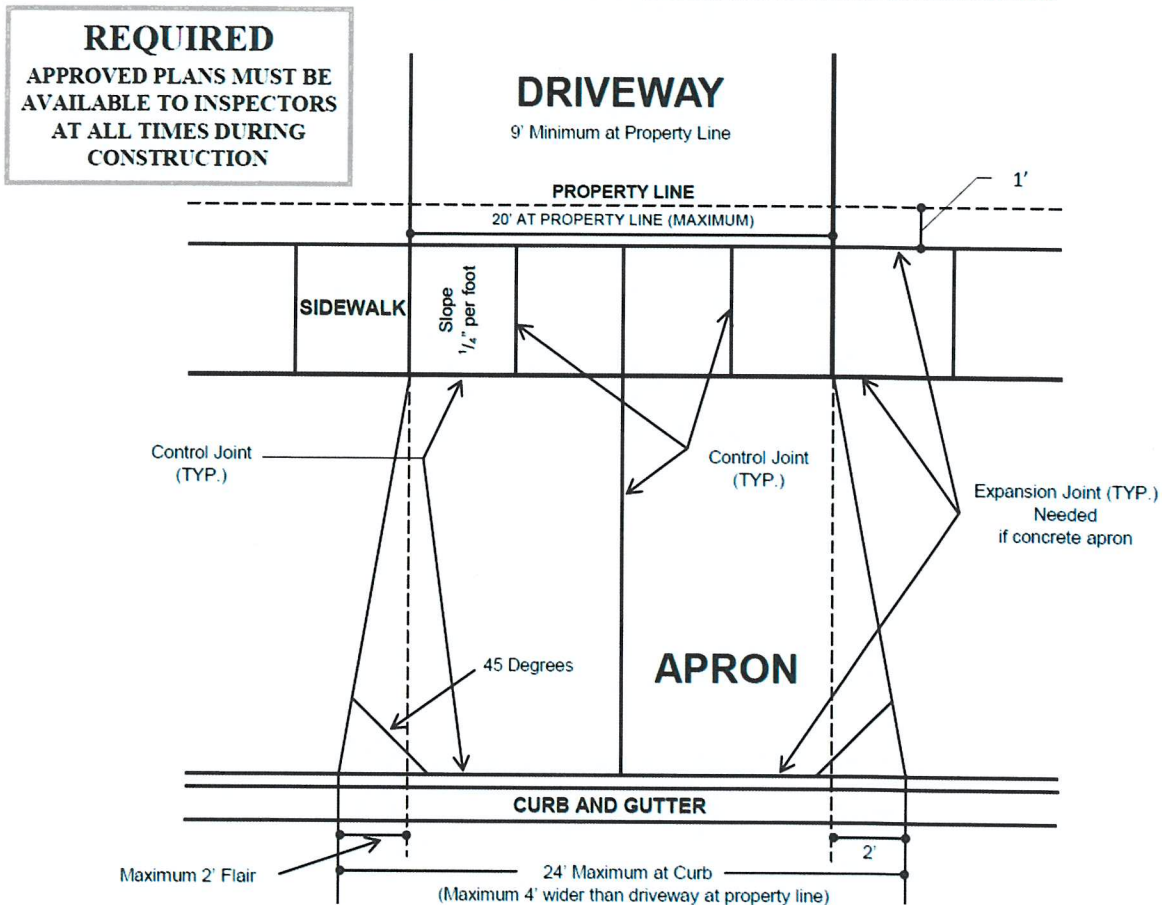 REQUIRED
APPROVED PLANS MUST BE
AVAILABLE TO INSPECTORS
AT ALL TIMES DURING
CONSTRUCTION
DRIVEWAY
9' Minimum at Property Line
PROPERTY LINE
1'
20' AT PROPERTY LINE (MAXIMUM)
SIDEWALK
Slope
1/4" per foot
Control Joint
(TYP.)
Control Joint
(TYP.)
Expansion Joint (TYP.)
Needed
if concrete apron
45 Degrees
APRON
CURB AND GUTTER
Maximum 2' Flair
2'
24' Maximum at Curb
(Maximum 4' wider than driveway at property line)